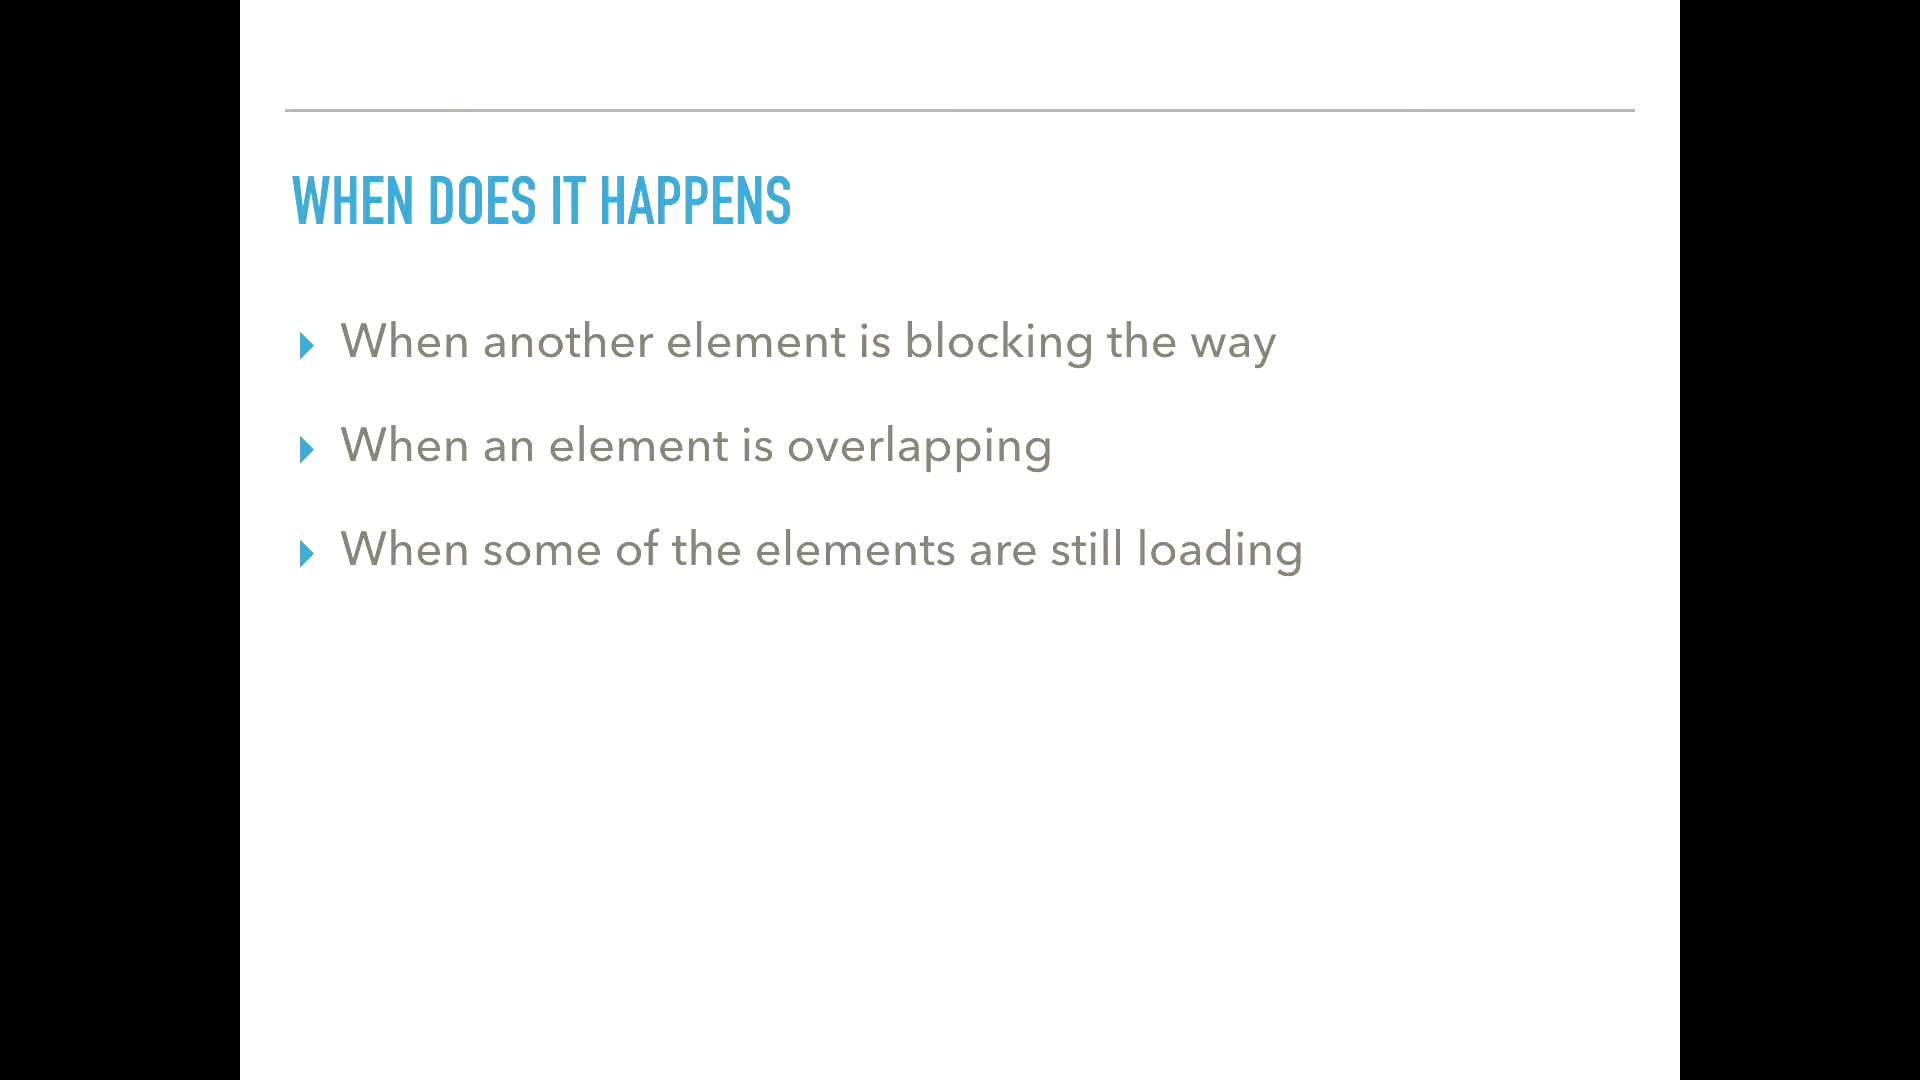 WHEN DOES IT HAPPENS
When another element is blocking the way
When an element is overlapping
When some of the elements are still loading